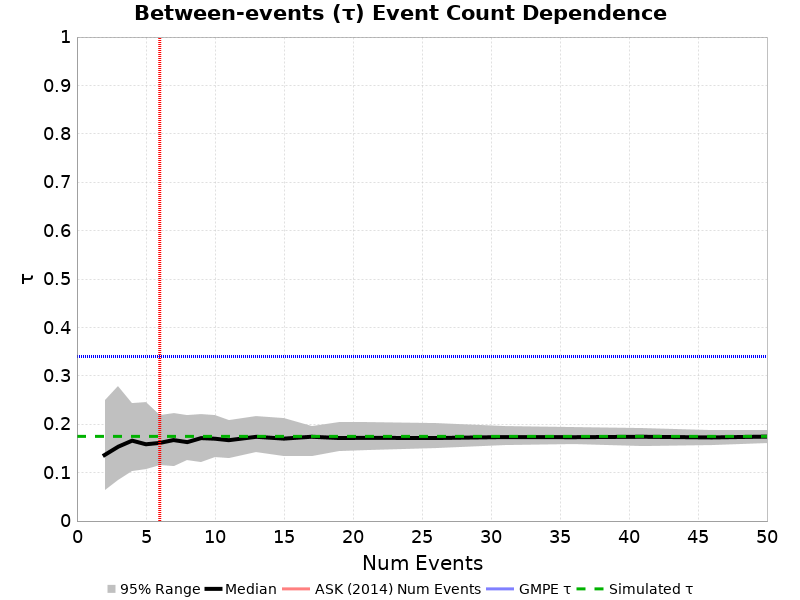 Between-events (τ) Event Count Dependence
1
0.9
0.8
0.7
0.6
0.5
0.4
0.3
0.2
0.1
0
τ
0 5 10 15 20 25 30 35 40 45 50
Num Events
95% Range Median ASK (2014) Num Events GMPE τ Simulated τ